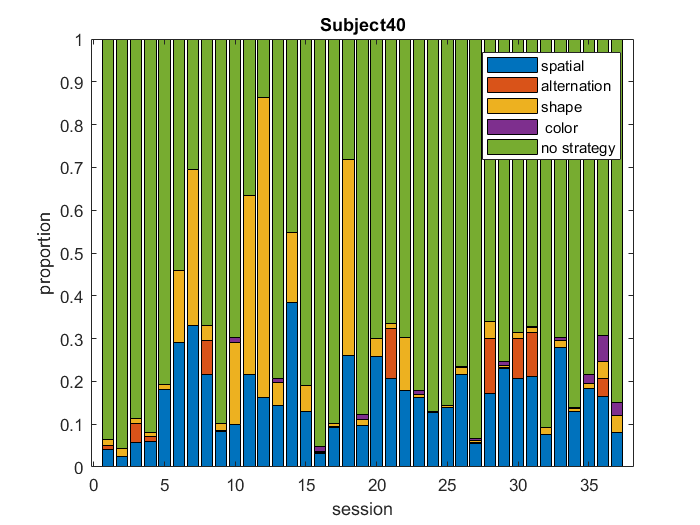 Subject40
1
0.9
0.8
0.7
0.6
0.5
0.4
0.3
0.2
0.1
0
proportion
spatial
alternation
shape
color
no strategy
0 5 10 15 20 25 30 35
session